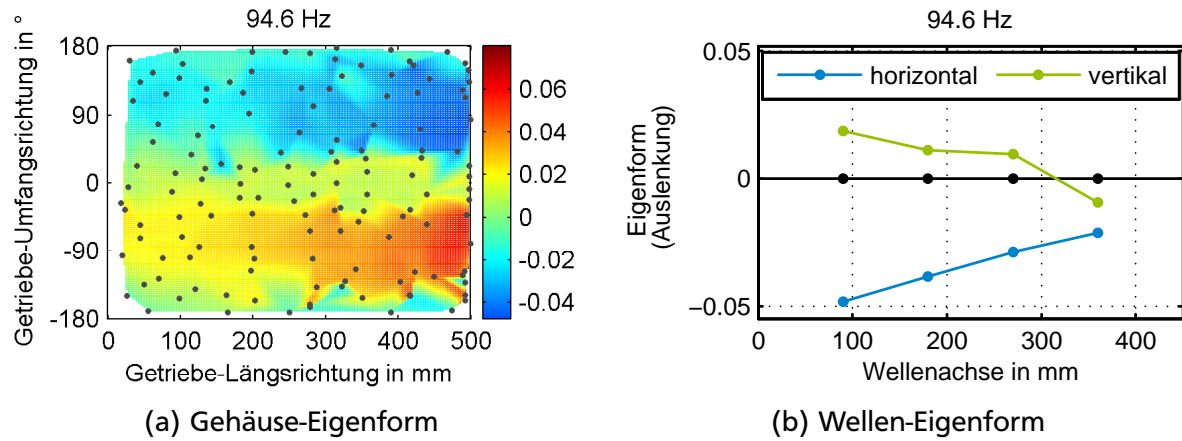 94.6 Hz
Getriebe-Umfangsrichtung in °
180
90
0
-90
-180
0 100 200 300 400 500
Getriebe-Längsrichtung in mm
0.06
0.04
0.02
0
-0.02
-0.04
(a) Gehäuse-Eigenform
94.6 Hz
Eigenform
(Auslenkung)
0.05
0
−0.05
horizontal vertikal
0 100 200 300 400
Wellenachse in mm
(b) Wellen-Eigenform